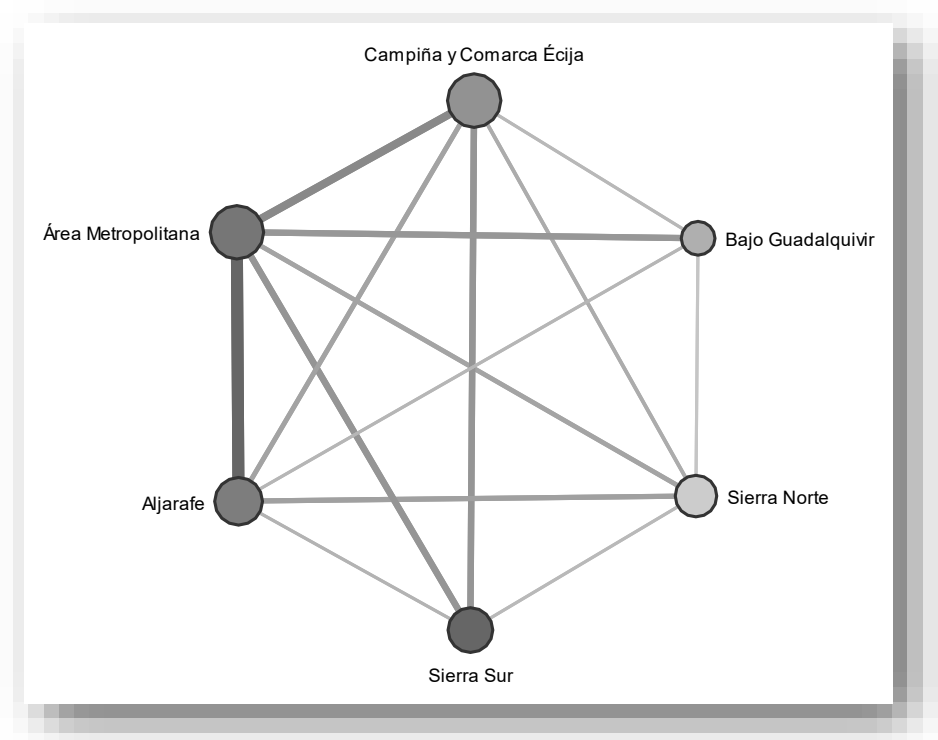 Campiña y Comarca Écija
Área Metropolitana
Bajo Guadalquivir
Aljarafe
Sierra Norte
Sierra Sur